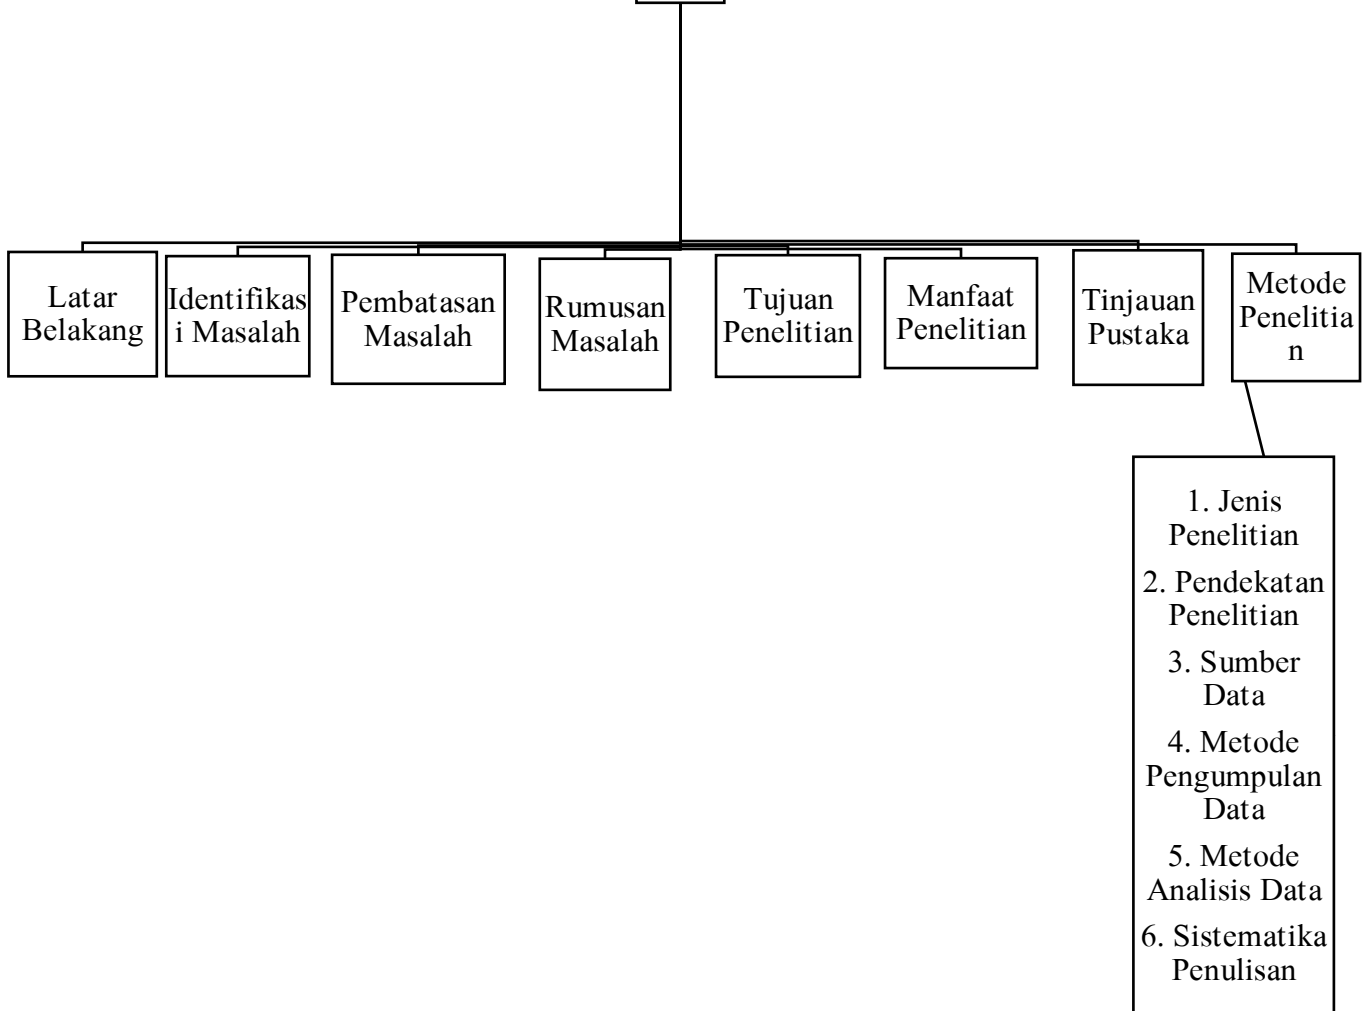 Latar
Belakang
Identifikas
i Masalah
Pembatasan
Masalah
Rumusan
Masalah
Tujuan
Penelitian
Manfaat
Penelitian
Tinjauan
Pustaka
Metode
Penelitia
n
1. Jenis
Penelitian
2. Pendekatan
Penelitian
3. Sumber
Data
4. Metode
Pengumpulan
Data
5. Metode
Analisis Data
6. Sistematika
Penulisan